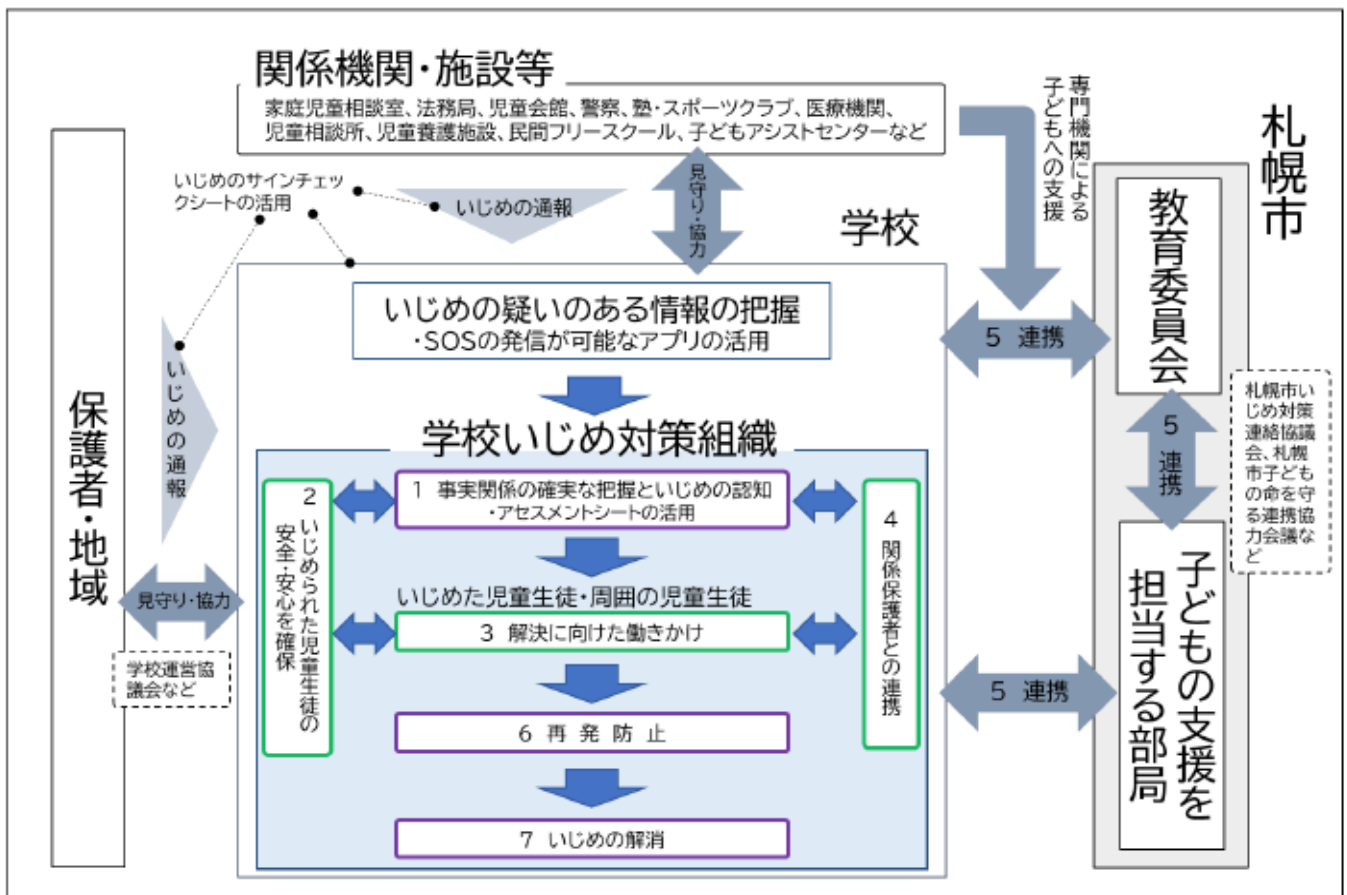 関係機関・施設等
家庭児童相談室、法務局、児童会館、警察、塾・スポーツクラブ、医療機関、
児童相談所、児童養護施設、民間フリースクール、子どもアシストセンターなど
専門機関による
子どもへの支援
札幌市
いじめのサインチェッ
クシートの活用
いじめの通報
見守り・協力
学校
いじめの疑いのある情報の把握
・SOSの発信が可能なアプリの活用
5 連携
教育委員会
保護者・地域
いじめの通報
学校いじめ対策組織
1 事実関係の確実な把握といじめの認知
・アセスメントシートの活用
2 いじめられた児童生徒の
安全・安心を確保
4 関係保護者との連携
いじめた児童生徒・周囲の児童生徒
3 解決に向けた働きかけ
6 再発防止
7 いじめの解消
見守り・協力
学校運営協
議会など
5 連携
札幌市い
じめ対策
連絡協議
会、札幌
市子ども
の命を守
る連携協
力会議な
ど
5 連携
子どもの支援を
担当する部局